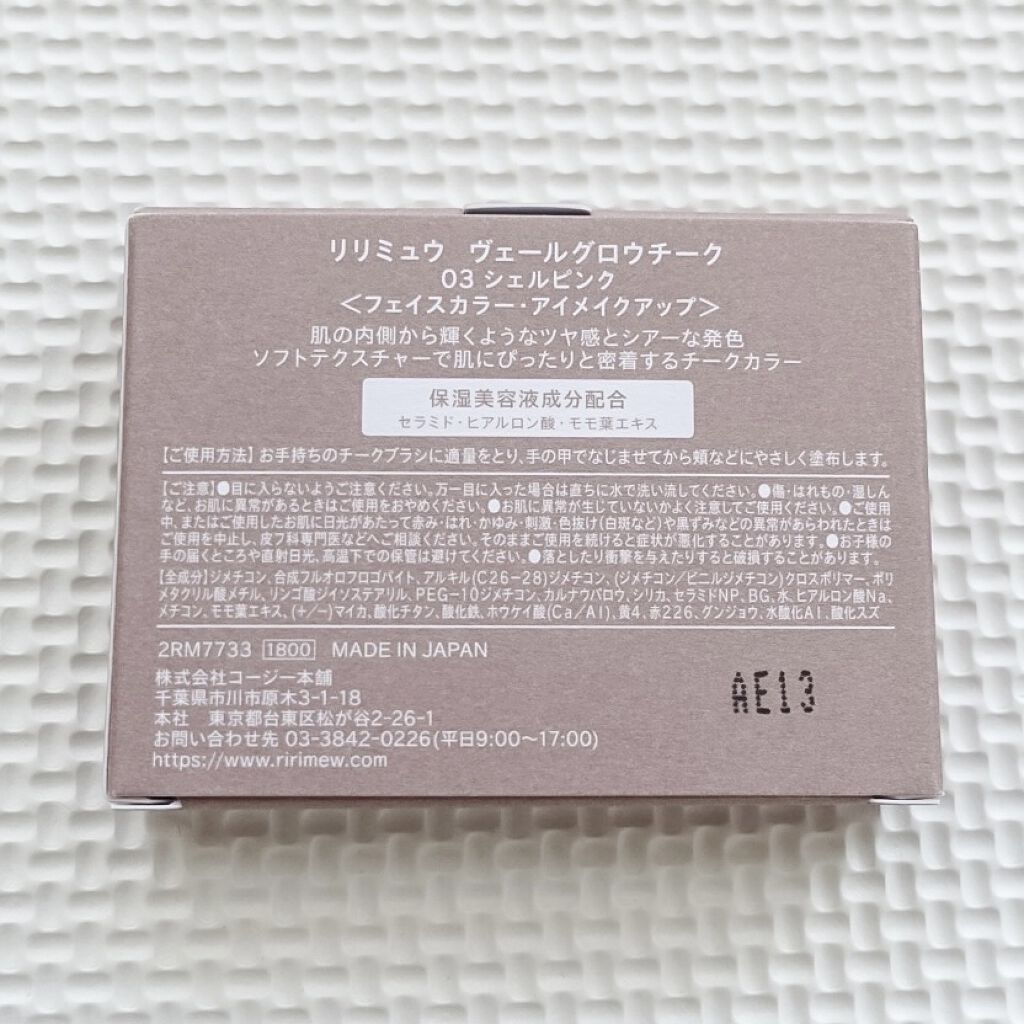 リリミュウ ヴェールグロウチーク
03 シェルピンク
＜フェイスカラー・アイメイクアップ＞
肌の内側から輝くようなツヤ感とシアーな発色
ソフトテクスチャーで肌にぴったりと密着するチークカラー
保湿美容液成分配合
セラミド・ヒアルロン酸・モモ葉エキス
【ご使用方法】お手持ちのチークブラシに適量をとり、手の甲でなじませてから頬などにやさしく塗布します。
【ご注意】●目に入らないようご注意ください。万一目に入った場合は直ちに水で洗い流してください。●傷・はれもの・湿しん
など、お肌に異常があるときはご使用をおやめください。●お肌に異常が生じていないかよく注意してご使用ください。●ご使用
中、またはご使用したお肌に日光があたって赤み・はれ・かゆみ・刺激・色抜け(白斑など)や黒ずみなどの異常があらわれたときは
ご使用を中止し、皮フ科専門医などへご相談ください。そのままご使用を続けると症状が悪化することがあります。●お子様の
手の届くところや直射日光、高温下での保管は避けてください。●落としたり衝撃を与えたりすると破損することがあります。
【全成分】ジメチコン、合成フルオロフロゴパイト、アルキル(C26-28)ジメチコン、(ジメチコン/ビニルジメチコン)クロスポリマー、ポリ
メタクリル酸メチル、リンゴ酸ジイソステアリル、PEG-10ジメチコン、カルナウバロウ、シリカ、セラミドNP、BG、水、ヒアルロン酸Na、
メチコン、モモ葉エキス、(+/-)マイカ、酸化チタン、酸化鉄、ホウケイ酸(Ca/Al)、黄4、赤226、グンジョウ、水酸化Al、酸化スズ
2RM7733 1800 MADE IN JAPAN
株式会社コージー本舗
千葉県市川市原木3-1-18
本社 東京都台東区松が谷2-26-1
お問い合わせ先 03-3842-0226(平日9:00〜17:00)
https://www.ririmew.com
AE13